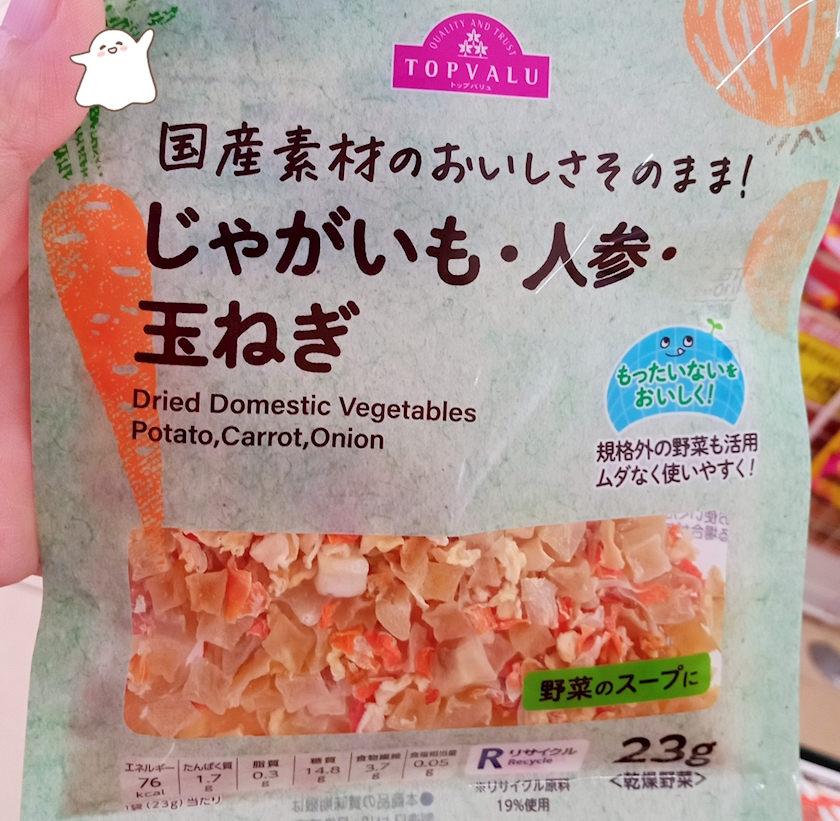 QUALITY AND TRUST
TOPVALU
トップバリュ
国産素材のおいしさそのまま!
じゃがいも・人参・
玉ねぎ
Dried Domestic Vegetables
Potato,Carrot,Onion
もったいないを
おいしく!
規格外の野菜も活用
ムダなく使いやすく!
野菜のスープに
エネルギー たんぱく質 脂質 糖質 食物繊維 食塩相当量
76 kcal 1.7 g 0.3 g 14.8 g 3.7 g 0.05 g
1袋(23g)当たり
R リサイクル
Recycle
※リサイクル原料
19%使用
23g
<乾燥野菜>